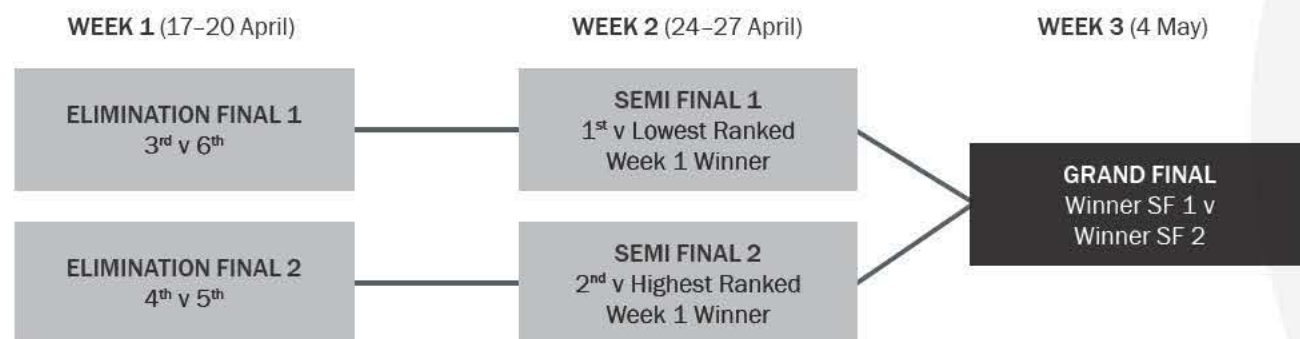 WEEK 1 (17–20 April)
ELIMINATION FINAL 1
3rd v 6th
ELIMINATION FINAL 2
4th v 5th
WEEK 2 (24–27 April)
SEMI FINAL 1
1st v Lowest Ranked
Week 1 Winner
SEMI FINAL 2
2nd v Highest Ranked
Week 1 Winner
WEEK 3 (4 May)
GRAND FINAL
Winner SF 1 v
Winner SF 2